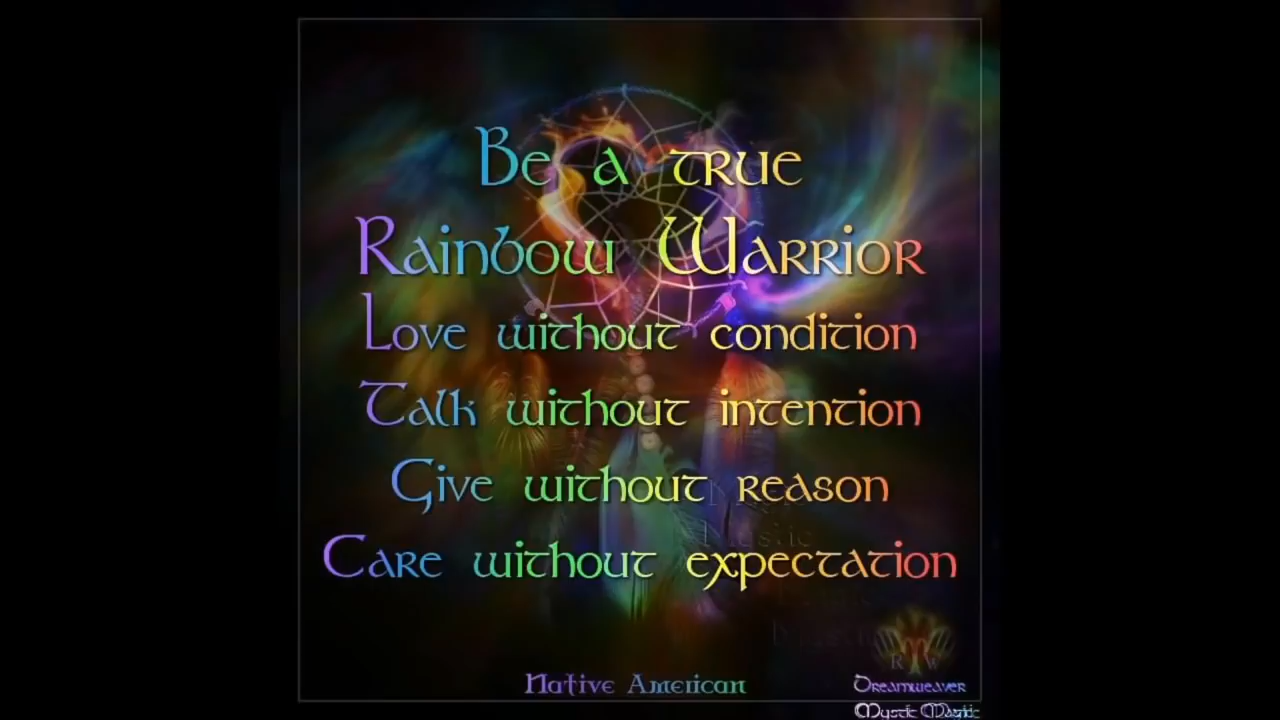 Be a true
Rainbow Warrior
Love without condition
Talk without intention
Give without reason
Care without expectation
Native American
R W
Dreamweaver
Mystic